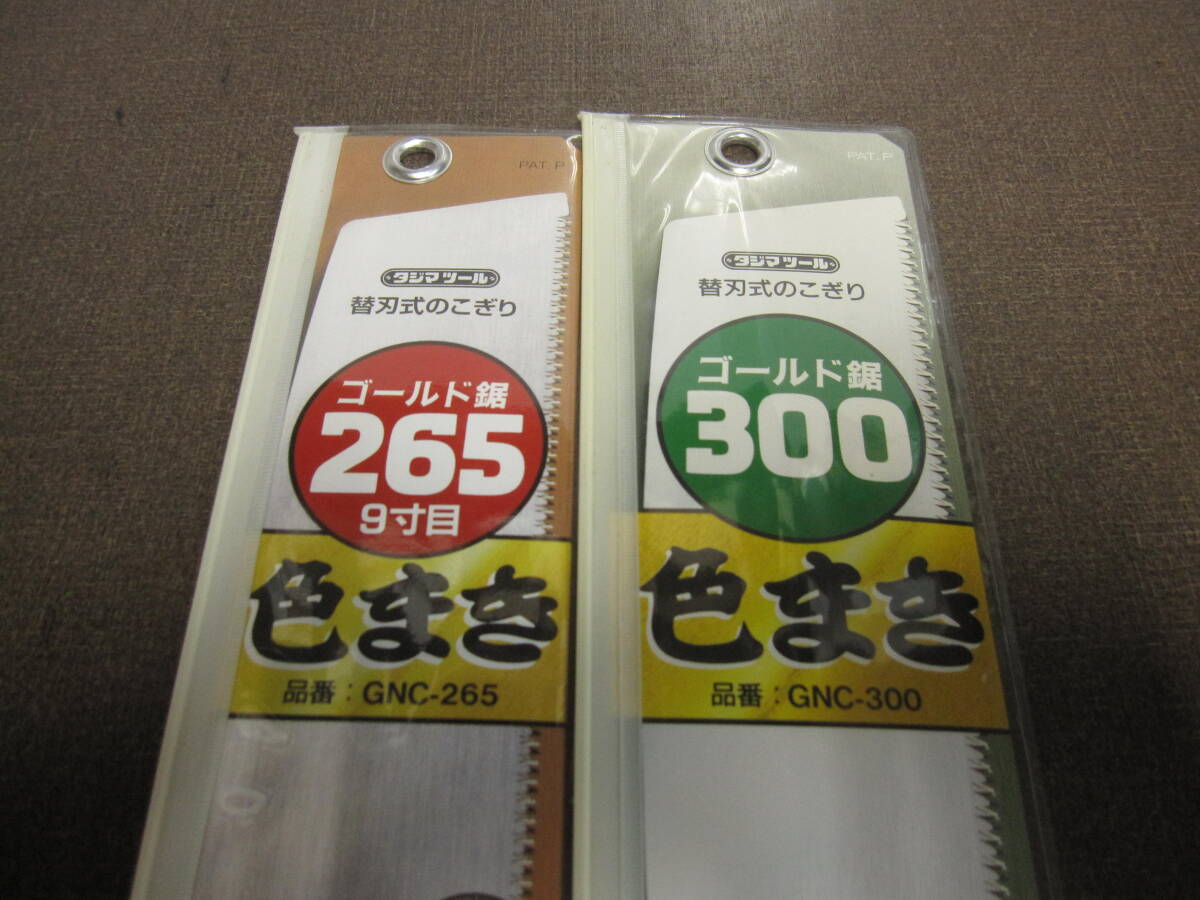 PAT. P
タジマツール
替刃式のこぎり
ゴールド鋸
265
9寸目
色まき
品番：GNC-265
PAT. P
タジマツール
替刃式のこぎり
ゴールド鋸
300
色まき
品番：GNC-300